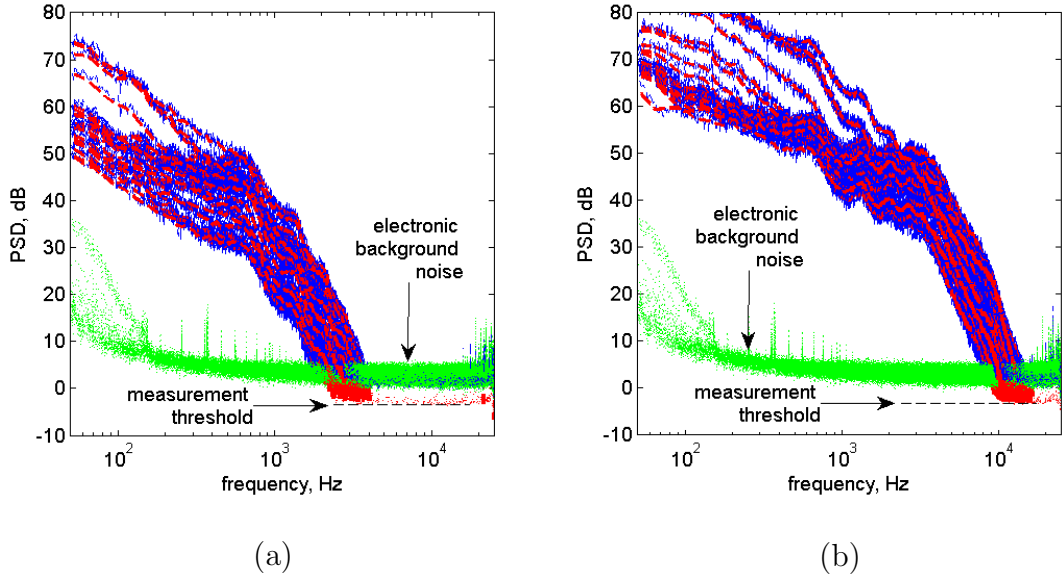 80
70
60
50
40
30
20
10
0
-10
PSD, dB
electronic
background
noise
measurement
threshold
10^2
10^3
10^4
frequency, Hz
(a)
80
70
60
50
40
30
20
10
0
-10
PSD, dB
electronic
background
noise
measurement
threshold
10^2
10^3
10^4
frequency, Hz
(b)